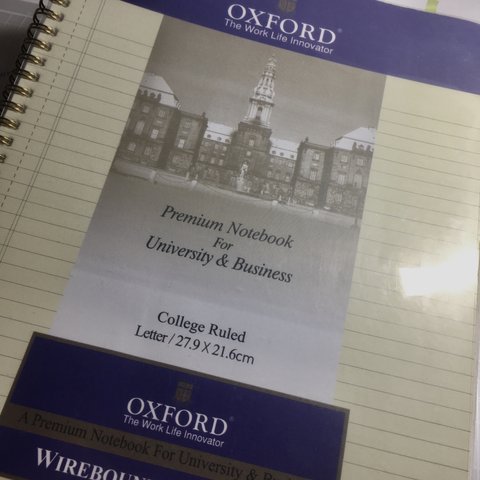 OXFORD®
The Work Life Innovator
Premium Notebook
For
University & Business
College Ruled
Letter / 27.9 X 21.6cm
OXFORD®
The Work Life Innovator
A Premium Notebook For University &